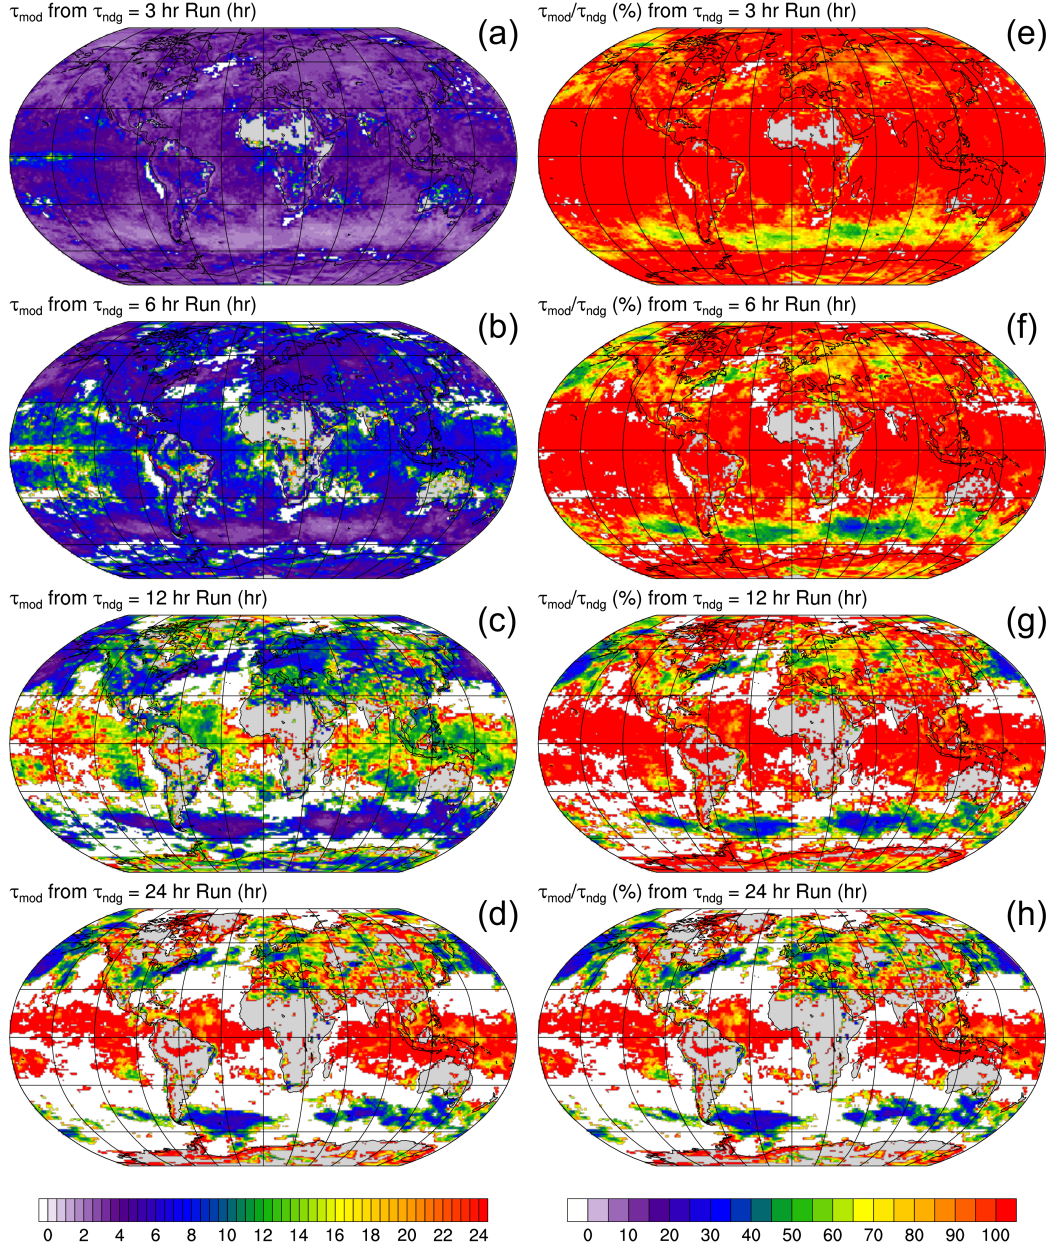 τmod from τndg = 3 hr Run (hr)
(a)
τmod/τndg (%) from τndg = 3 hr Run (hr)
(e)
τmod from τndg = 6 hr Run (hr)
(b)
τmod/τndg (%) from τndg = 6 hr Run (hr)
(f)
τmod from τndg = 12 hr Run (hr)
(c)
τmod/τndg (%) from τndg = 12 hr Run (hr)
(g)
τmod from τndg = 24 hr Run (hr)
(d)
τmod/τndg (%) from τndg = 24 hr Run (hr)
(h)
0 2 4 6 8 10 12 14 16 18 20 22 24
0 10 20 30 40 50 60 70 80 90 100